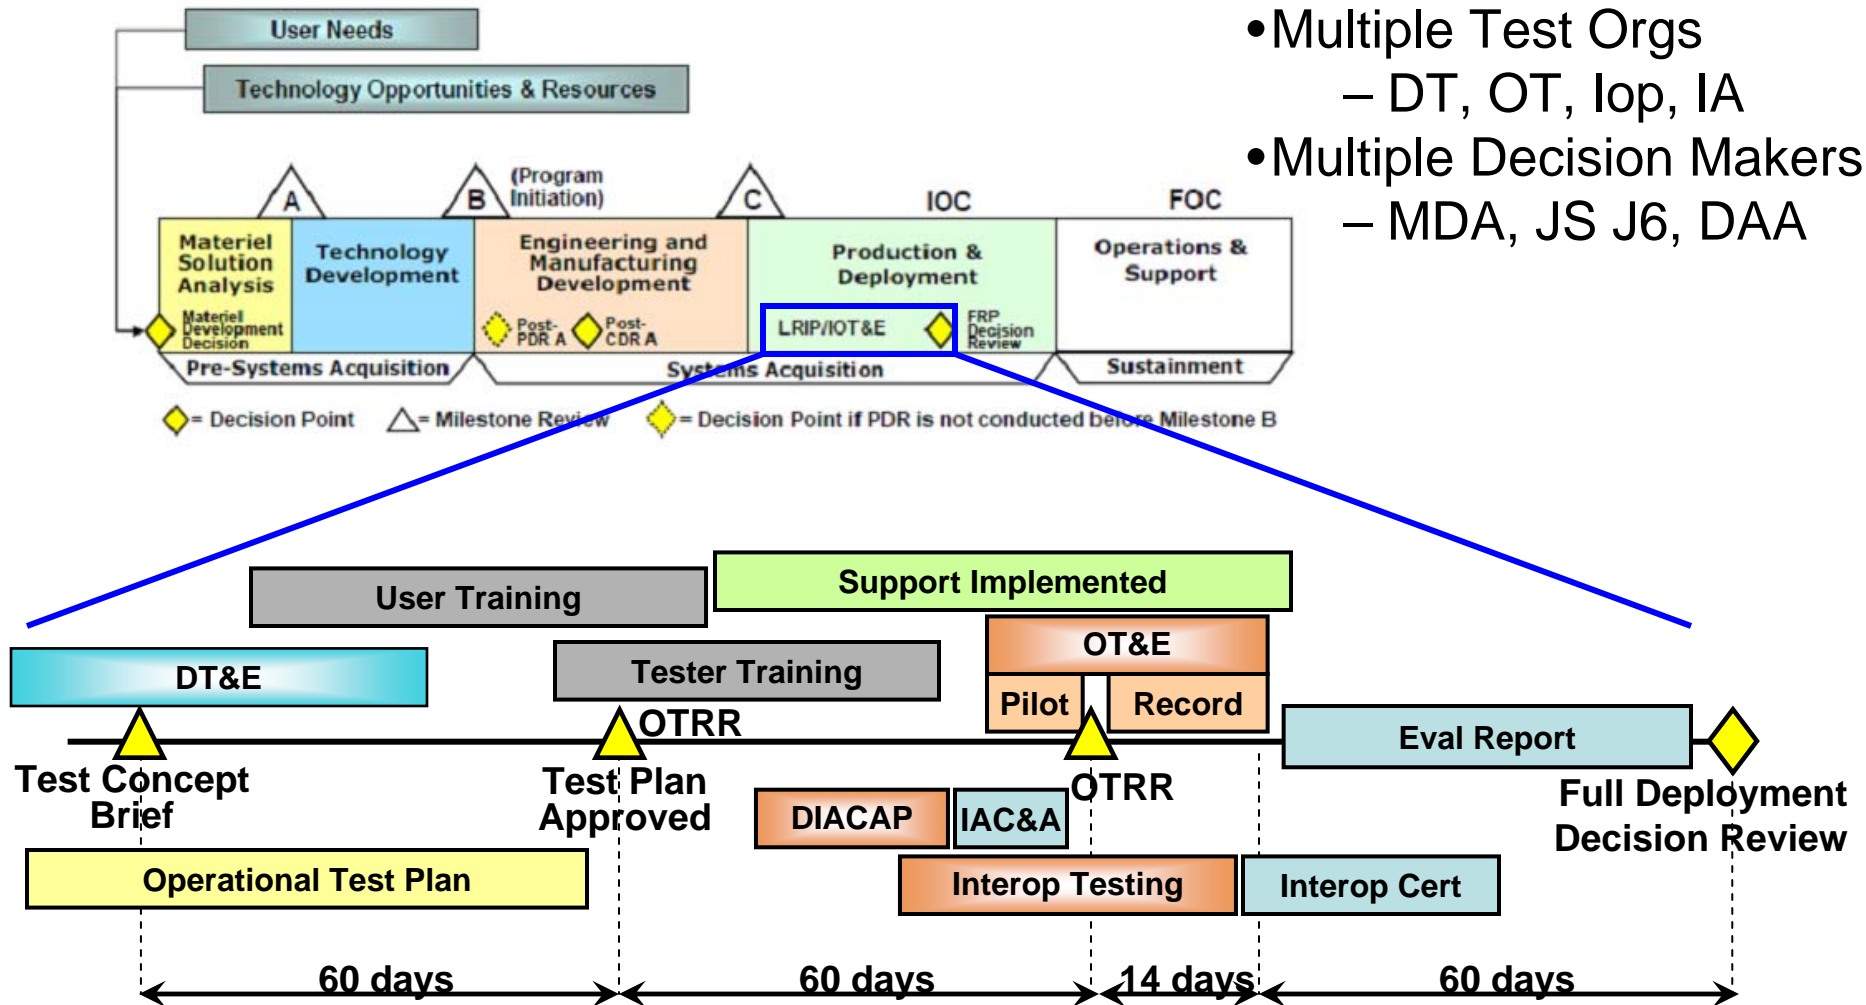 User Needs
Technology Opportunities & Resources
•Multiple Test Orgs
– DT, OT, Iop, IA
•Multiple Decision Makers
– MDA, JS J6, DAA
A
B
(Program
Initiation)
C
IOC
FOC
Materiel
Solution
Analysis
Technology
Development
Engineering and
Manufacturing
Development
Production &
Deployment
Operations &
Support
Materiel
Development
Decision
Post-
PDR A
Post-
CDR A
LRIP/IOT&E
FRP
Decision
Review
Pre-Systems Acquisition
Systems Acquisition
Sustainment
= Decision Point
= Milestone Review
= Decision Point if PDR is not conducted before Milestone B
User Training
Support Implemented
DT&E
Tester Training
OT&E
Pilot
Record
OTRR
Eval Report
Test Concept
Brief
Test Plan
Approved
OTRR
DIACAP
IAC&A
Full Deployment
Decision Review
Operational Test Plan
Interop Testing
Interop Cert
60 days
60 days
14 days
60 days